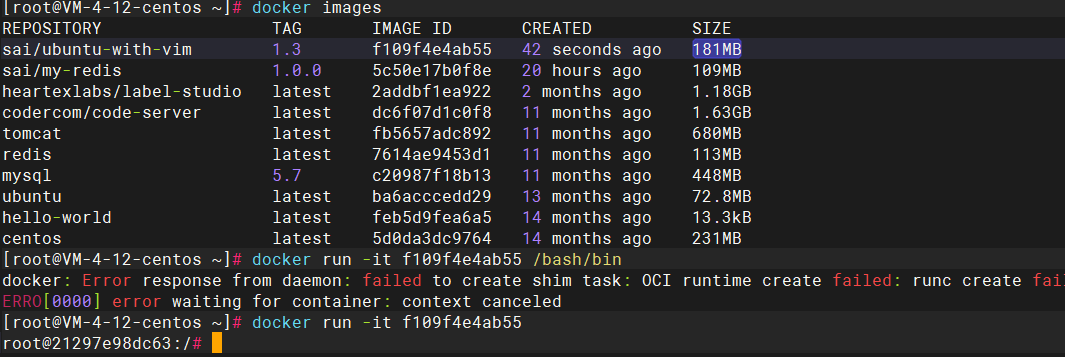 [root@VM-4-12-centos ~]# docker images
REPOSITORY TAG IMAGE ID CREATED SIZE
sai/ubuntu-with-vim 1.3 f109f4e4ab55 42 seconds ago 181MB
sai/my-redis 1.0.0 5c50e17b0f8e 20 hours ago 109MB
heartexlabs/label-studio latest 2addbf1ea922 2 months ago 1.18GB
codercom/code-server latest dc6f07d1c0f8 11 months ago 1.63GB
tomcat latest fb5657adc892 11 months ago 680MB
redis latest 7614ae9453d1 11 months ago 113MB
mysql 5.7 c20987f18b13 11 months ago 448MB
ubuntu latest ba6acccedd29 13 months ago 72.8MB
hello-world latest feb5d9fea6a5 14 months ago 13.3kB
centos latest 5d0da3dc9764 14 months ago 231MB
[root@VM-4-12-centos ~]# docker run -it f109f4e4ab55 /bash/bin
docker: Error response from daemon: failed to create shim task: OCI runtime create failed: runc create fai
ERRO[0000] error waiting for container: context canceled
[root@VM-4-12-centos ~]# docker run -it f109f4e4ab55
root@21297e98dc63:/#